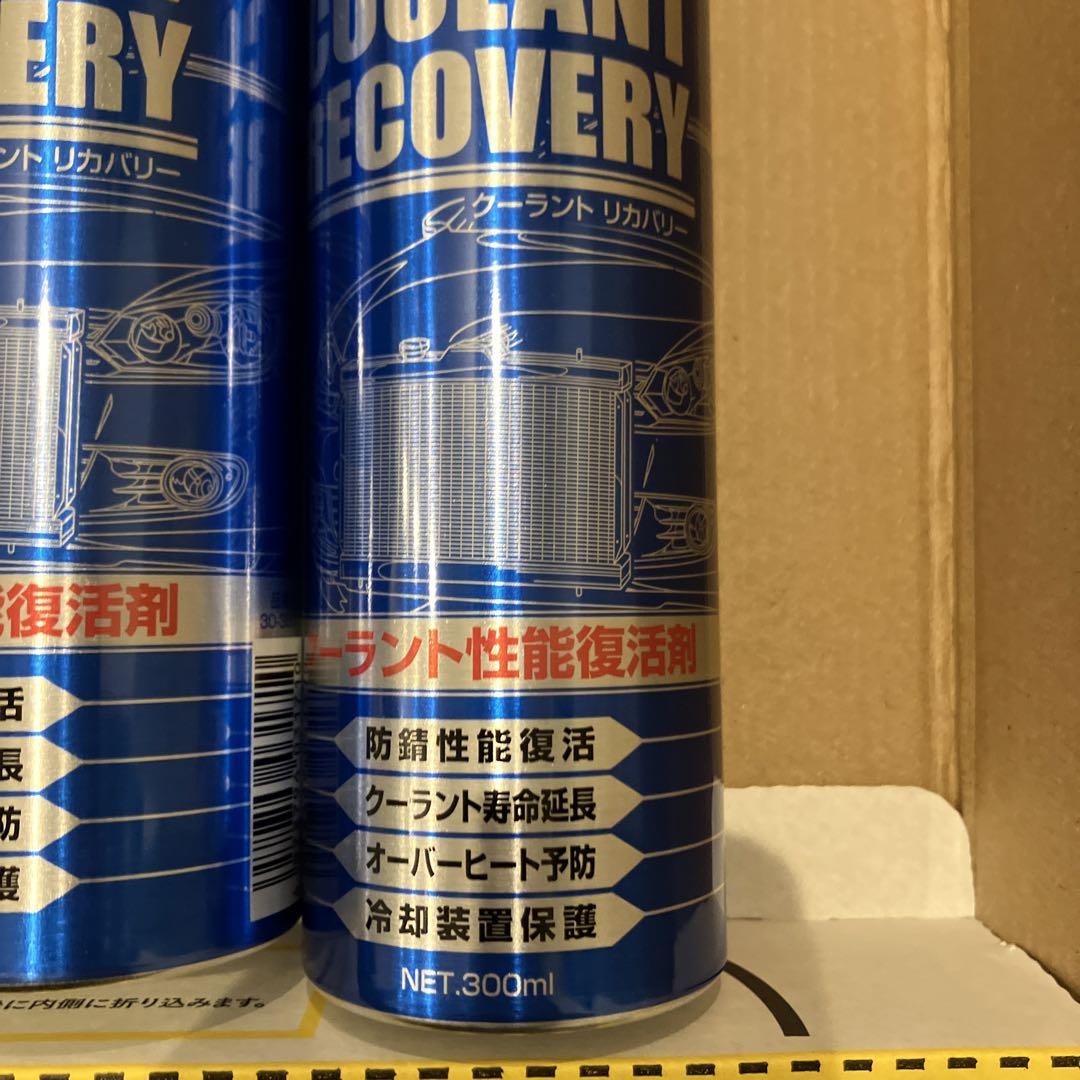 ERY
ント リカバリー
復活剤
活
長
防
護
COOLANT
RECOVERY
クーラント リカバリー
ーラント性能復活剤
防錆性能復活
クーラント寿命延長
オーバーヒート予防
冷却装置保護
NET.300ml
に内側に折り込みます。